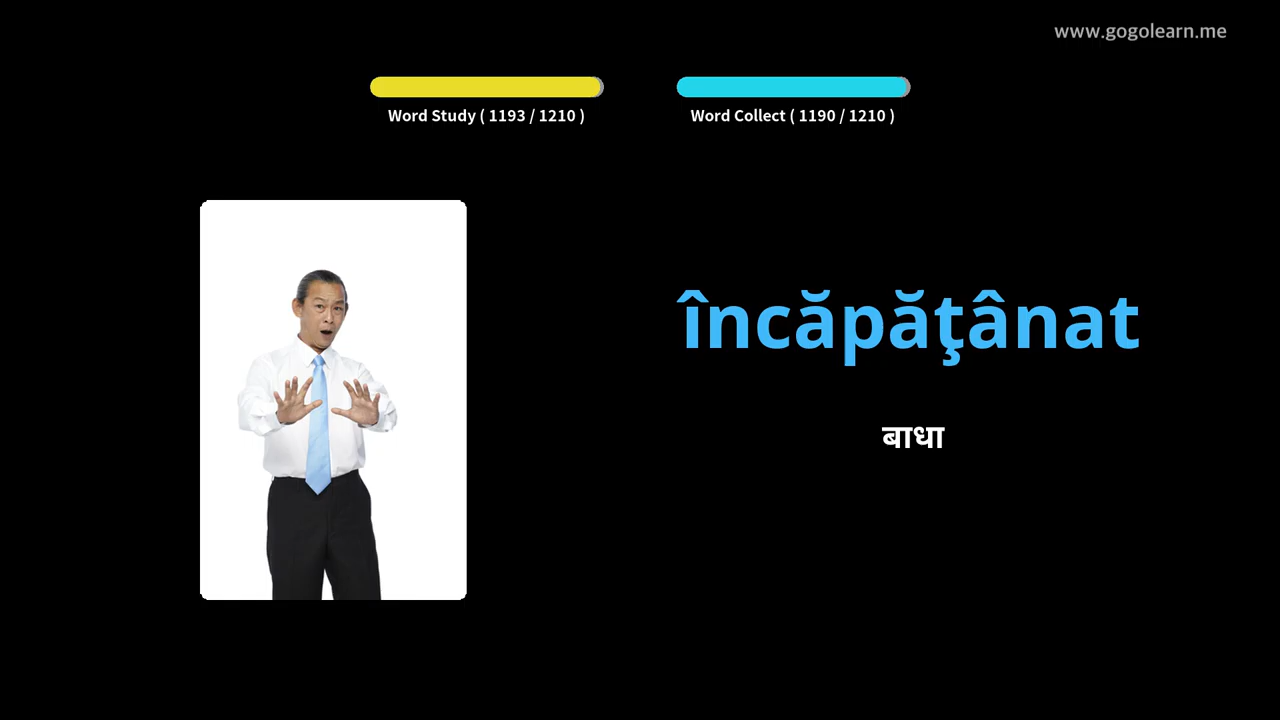 www.gogolearn.me
Word Study ( 1193 / 1210 )
Word Collect ( 1190 / 1210 )
încăpăţânat
बाधा